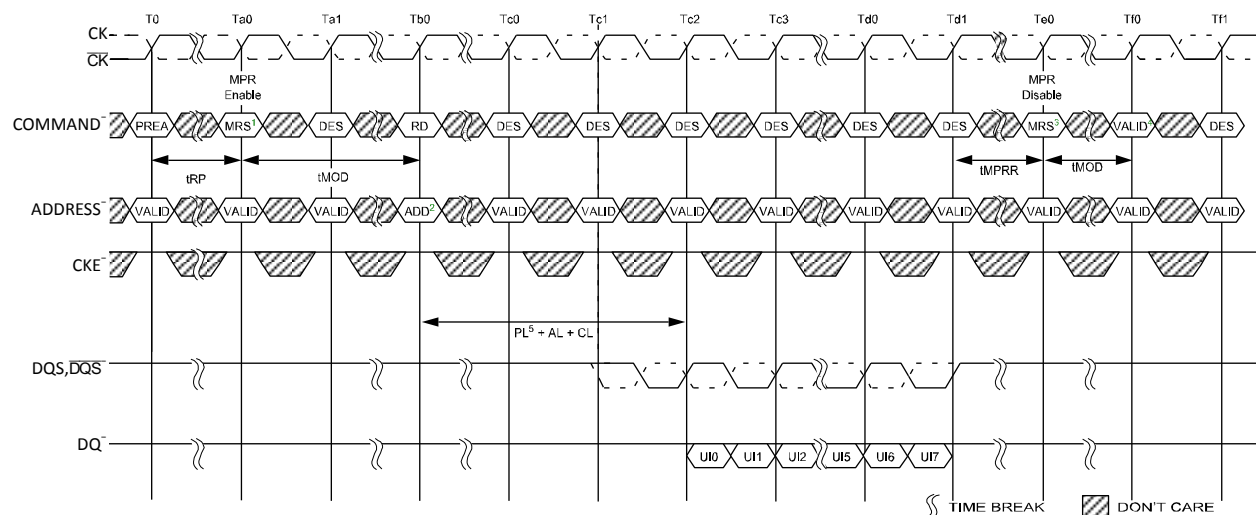 T0 Ta0 Ta1 Tb0 Tc0 Tc1 Tc2 Tc3 Td0 Td1 Te0 Tf0 Tf1
CK
CK
MPR Enable
MPR Disable
COMMAND PREA MRS1 DES RD DES DES DES DES DES DES MRS3 VALID4 DES
tRP tMOD tMPRR tMOD
ADDRESS VALID VALID VALID ADD2 VALID VALID VALID VALID VALID VALID VALID VALID VALID
CKE
PL5 + AL + CL
DQS,DQS
DQ UI0 UI1 UI2 UI5 UI6 UI7
TIME BREAK DON'T CARE